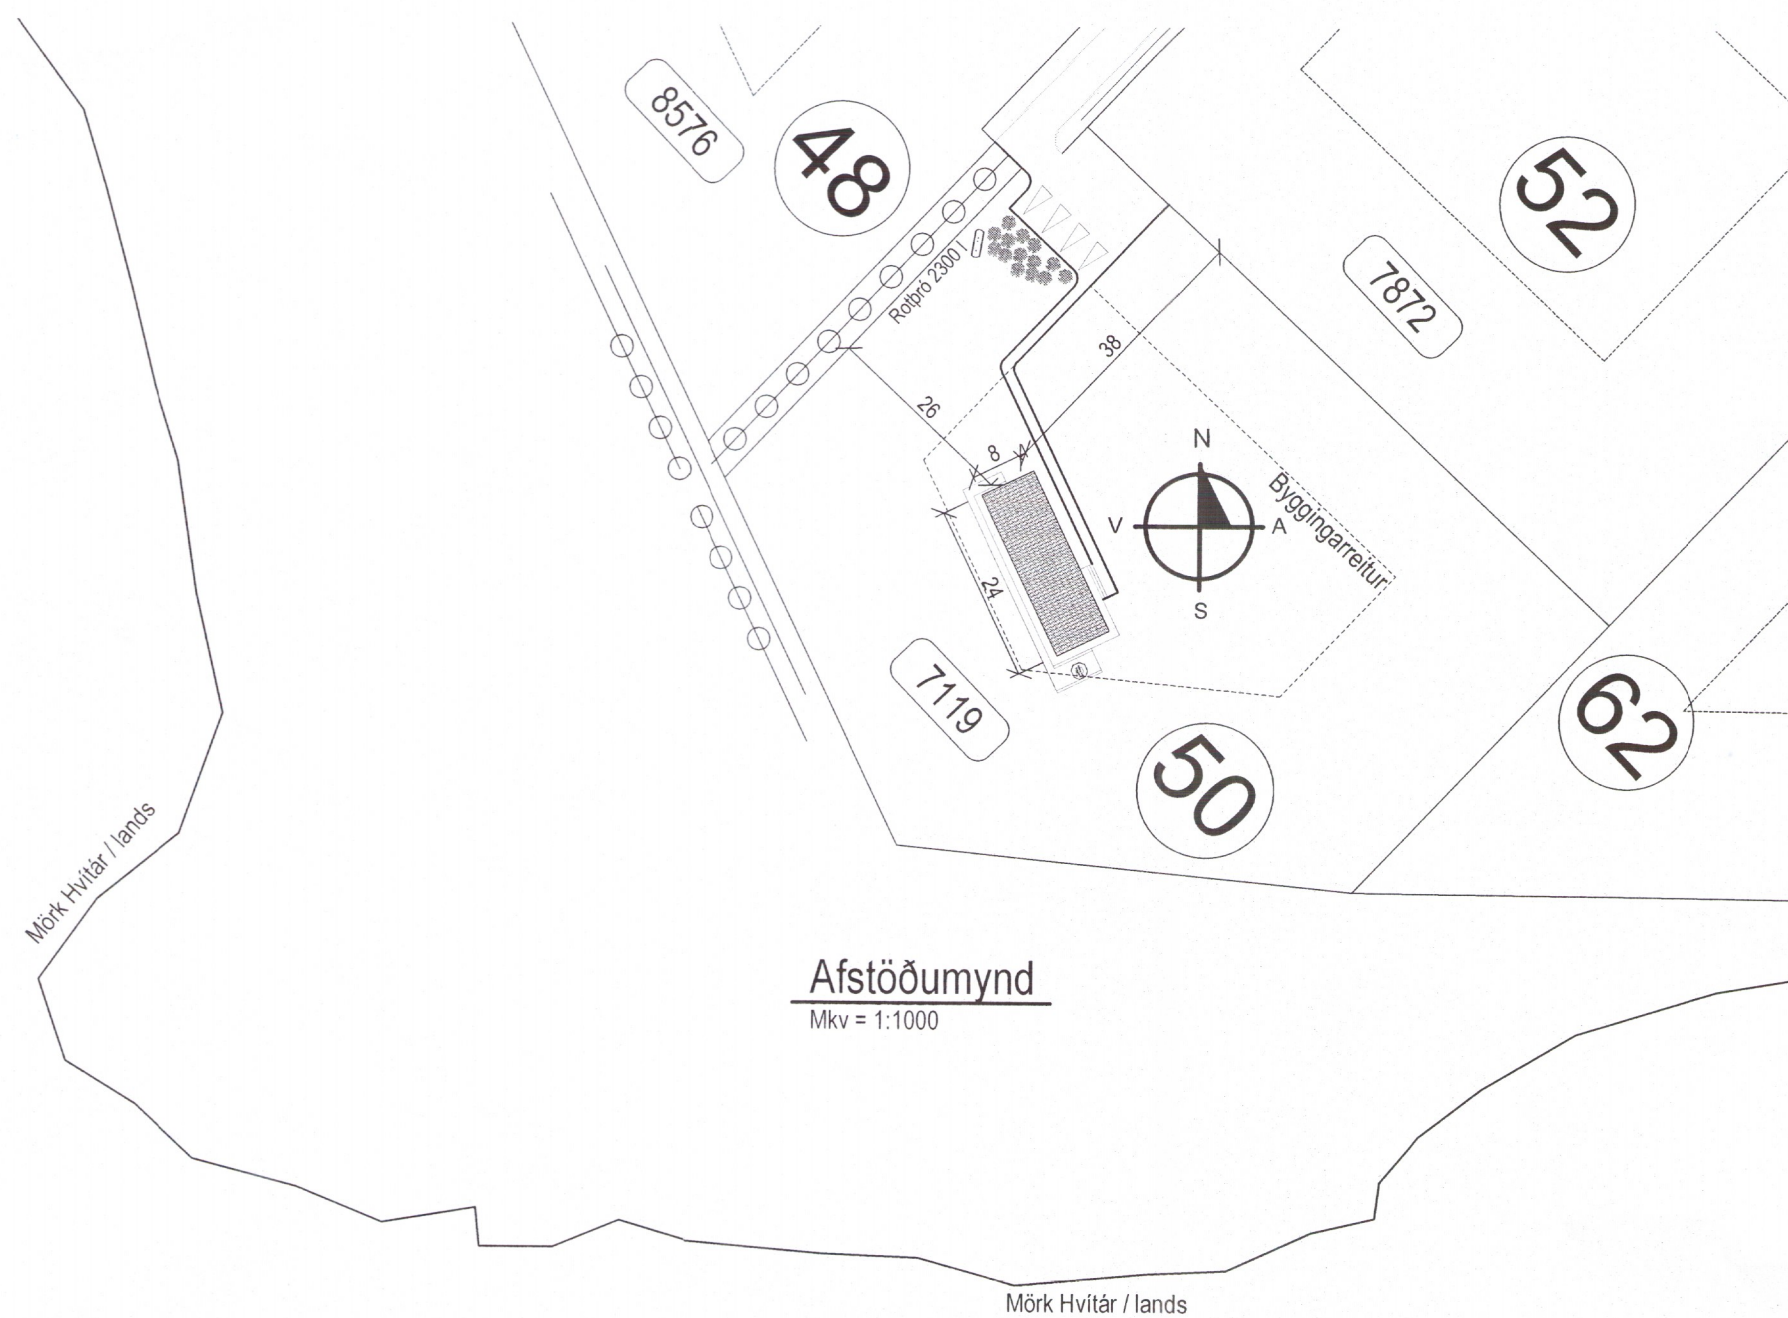 8576
48
52
7872
Rotþró 2300 l
38
26
8
24
N
V
A
S
Byggingarreitur
7119
50
62
Mörk Hvítár / lands
Afstöðumynd
Mkv = 1:1000
Mörk Hvítár / lands